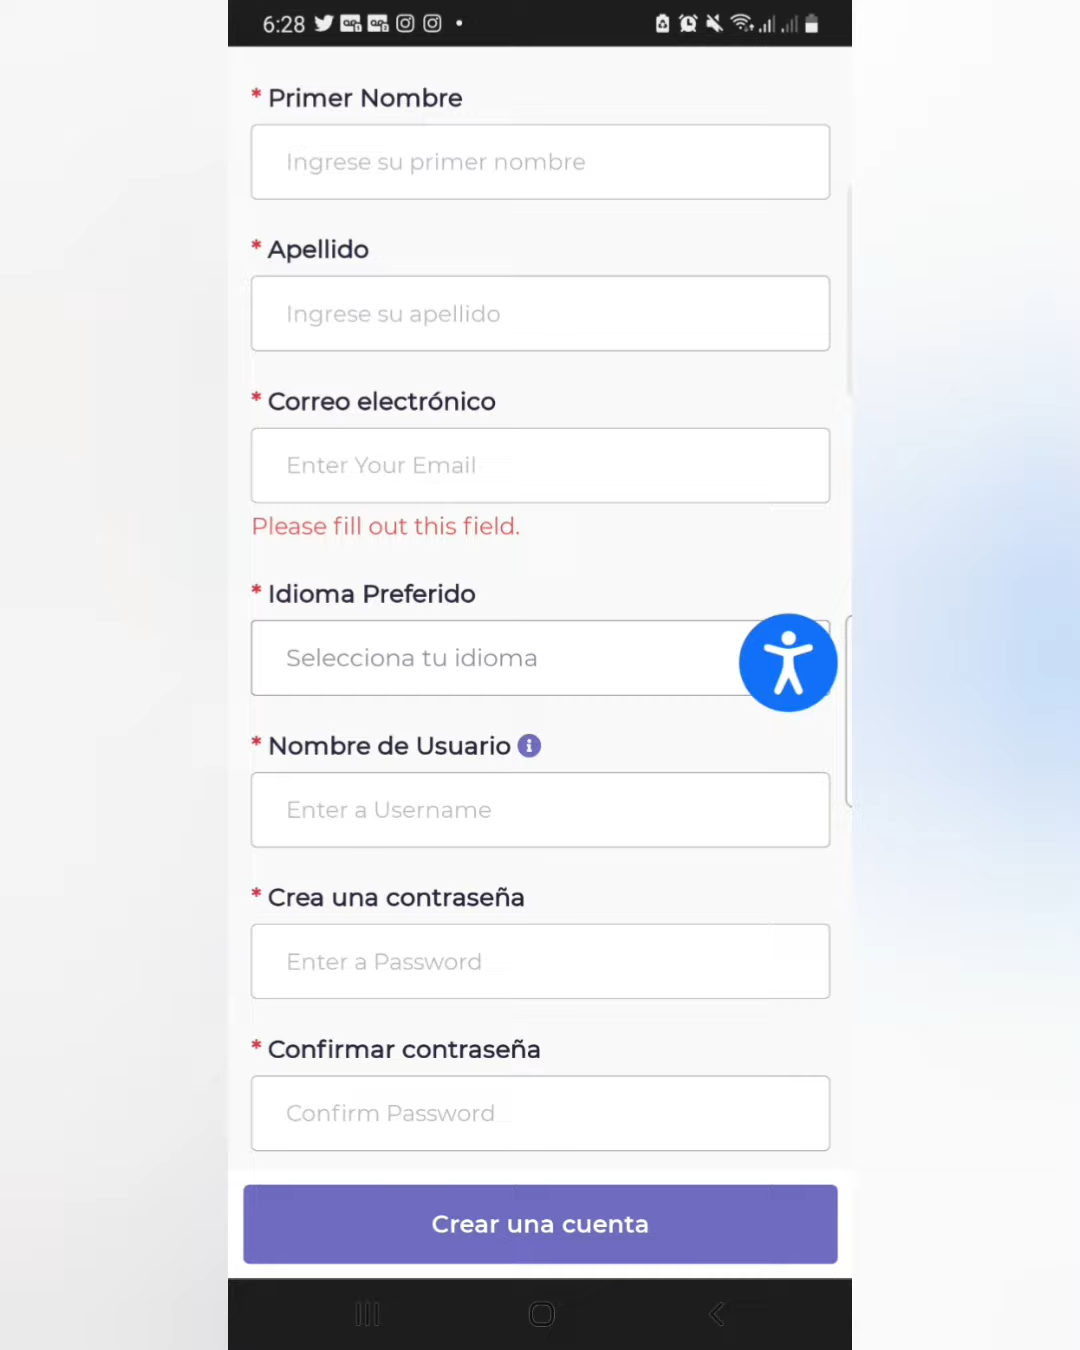 6:28
* Primer Nombre
Ingrese su primer nombre
* Apellido
Ingrese su apellido
* Correo electrónico
Enter Your Email
Please fill out this field.
* Idioma Preferido
Selecciona tu idioma
* Nombre de Usuario
Enter a Username
* Crea una contraseña
Enter a Password
* Confirmar contraseña
Confirm Password
Crear una cuenta